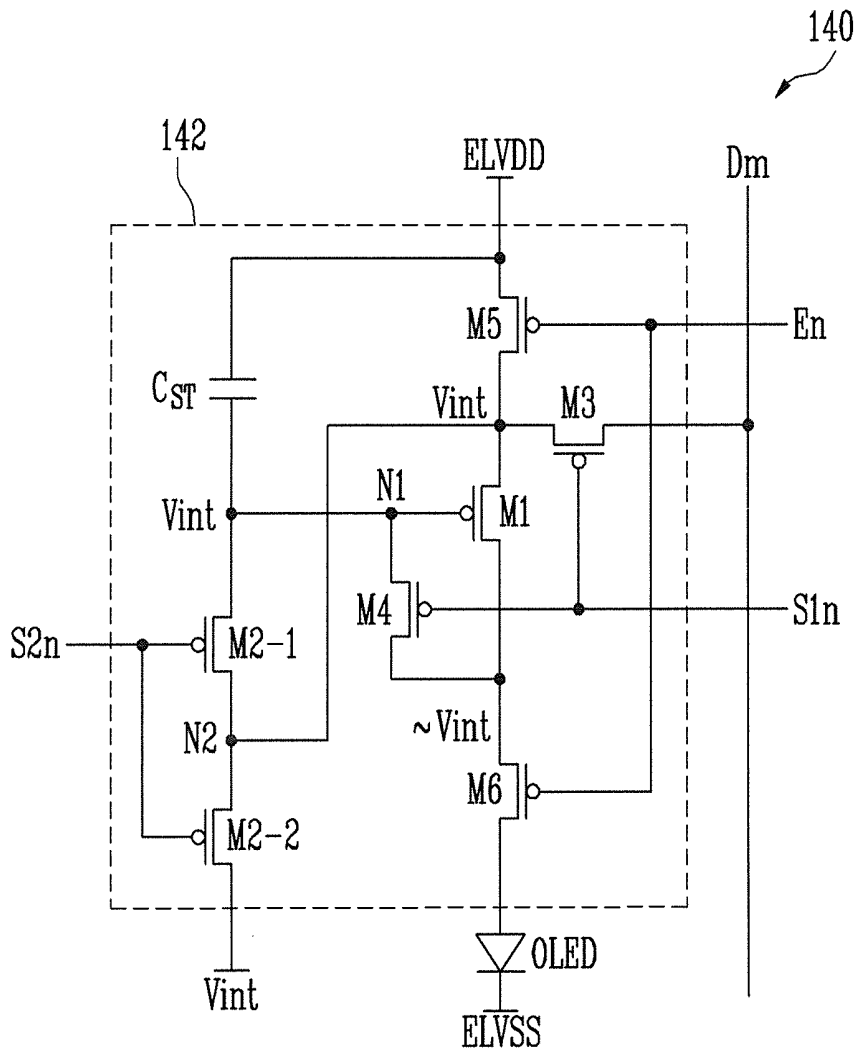 140
142
ELVDD
Dm
M5
En
CST
Vint
M3
N1
Vint
M1
M4
S1n
S2n
M2-1
N2
~Vint
M6
M2-2
OLED
Vint
ELVSS